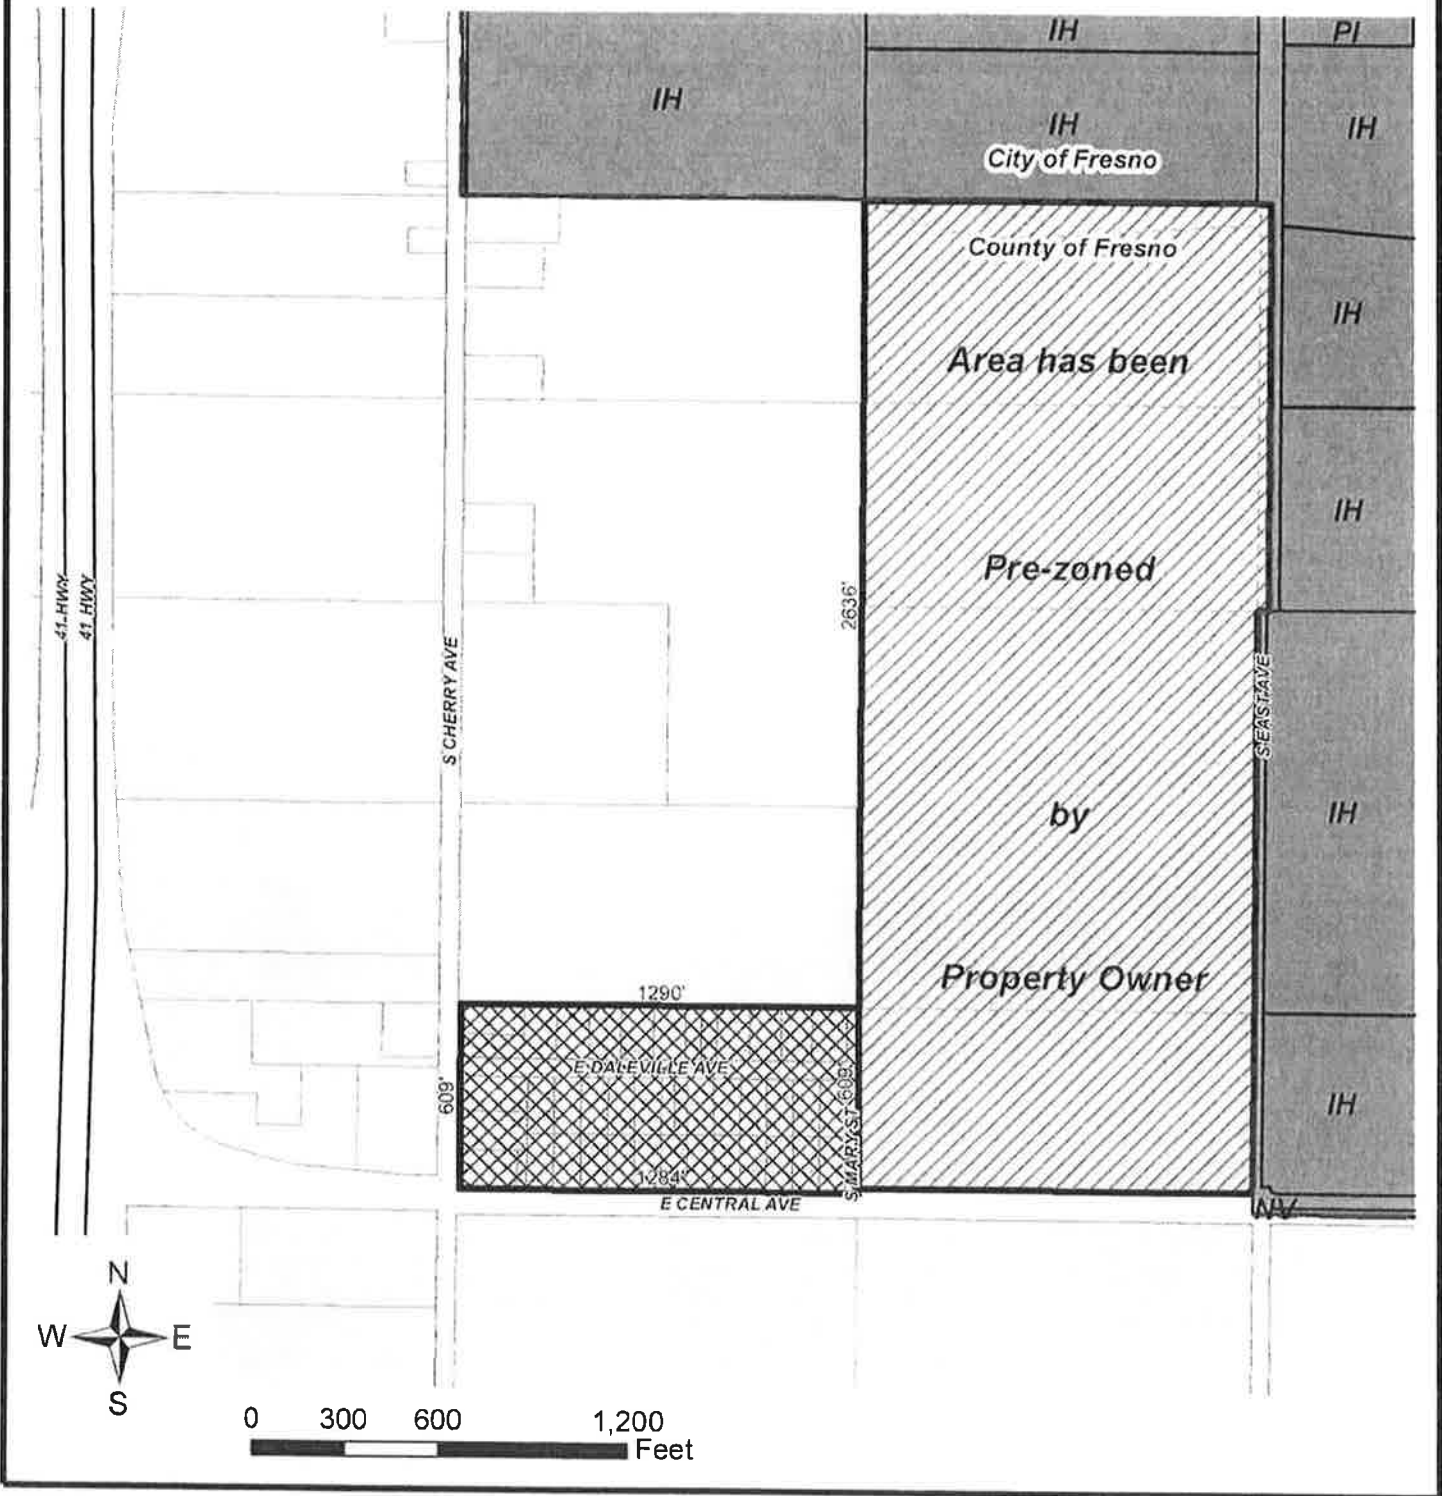 IH
PI
IH
IH
IH
City of Fresno
County of Fresno
IH
Area has been
IH
Pre-zoned
2636'
41 HWY
41 HWY
S CHERRY AVE
S EAST AVE
by
IH
Property Owner
1290'
E DALEVILLE AVE
609'
609'
S MARY ST
IH
1284'
E CENTRAL AVE
NV
N
W E
S
0 300 600 1,200
Feet